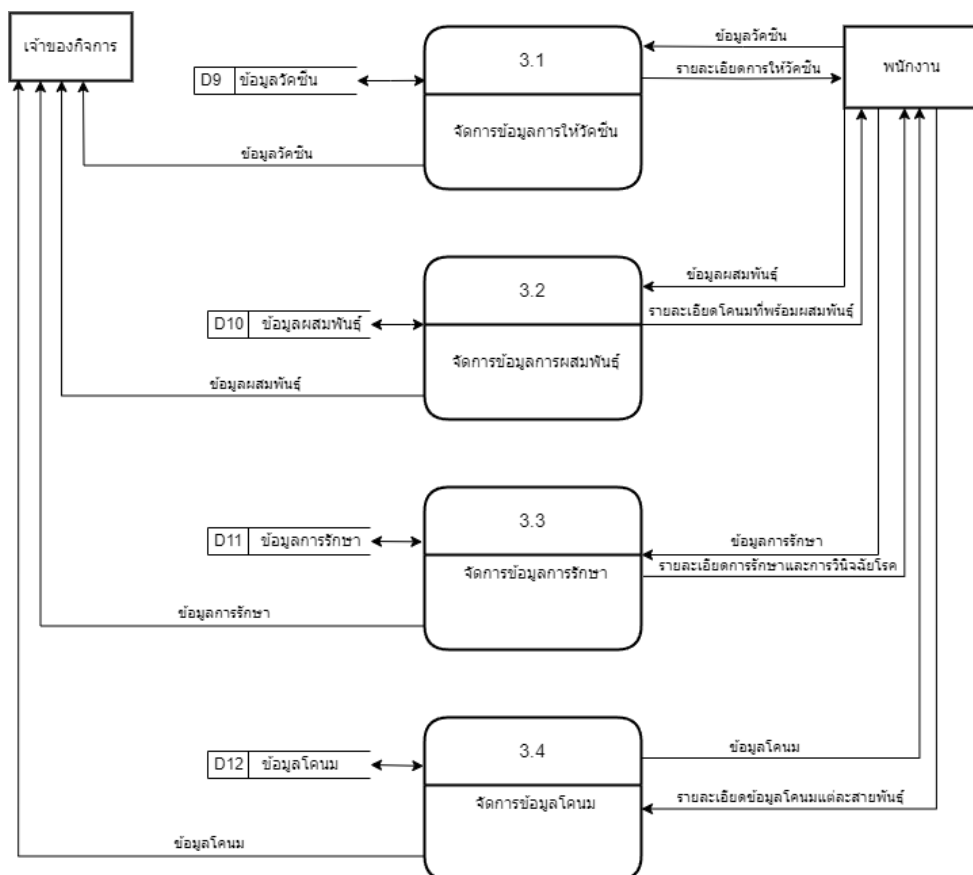 เจ้าของกิจการ
3.1
จัดการข้อมูลการให้วัคซีน
พนักงาน
ข้อมูลวัคซีน
รายละเอียดการให้วัคซีน
D9 ข้อมูลวัคซีน
ข้อมูลวัคซีน
3.2
จัดการข้อมูลการผสมพันธุ์
ข้อมูลผสมพันธุ์
รายละเอียดโคนมที่พร้อมผสมพันธุ์
D10 ข้อมูลผสมพันธุ์
ข้อมูลผสมพันธุ์
3.3
จัดการข้อมูลการรักษา
ข้อมูลการรักษา
รายละเอียดการรักษาและการวินิจฉัยโรค
D11 ข้อมูลการรักษา
ข้อมูลการรักษา
3.4
จัดการข้อมูลโคนม
ข้อมูลโคนม
รายละเอียดข้อมูลโคนมแต่ละสายพันธุ์
D12 ข้อมูลโคนม
ข้อมูลโคนม